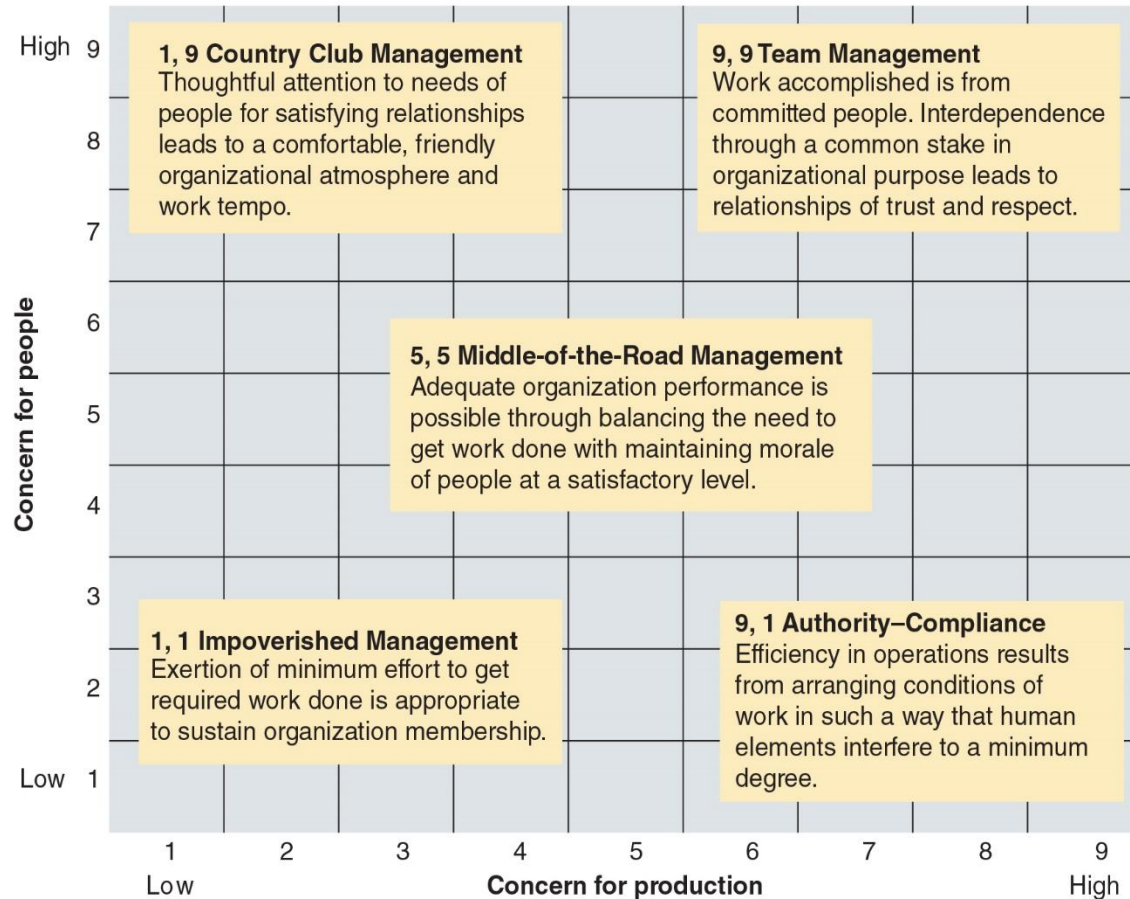 High 9
1, 9 Country Club Management
Thoughtful attention to needs of
people for satisfying relationships
leads to a comfortable, friendly
organizational atmosphere and
work tempo.
9, 9 Team Management
Work accomplished is from
committed people. Interdependence
through a common stake in
organizational purpose leads to
relationships of trust and respect.
8
7
6
5
4
3
2
Low 1
Concern for people
5, 5 Middle-of-the-Road Management
Adequate organization performance is
possible through balancing the need to
get work done with maintaining morale
of people at a satisfactory level.
1, 1 Impoverished Management
Exertion of minimum effort to get
required work done is appropriate
to sustain organization membership.
9, 1 Authority–Compliance
Efficiency in operations results
from arranging conditions of
work in such a way that human
elements interfere to a minimum
degree.
1 2 3 4 5 6 7 8 9
Low Concern for production High